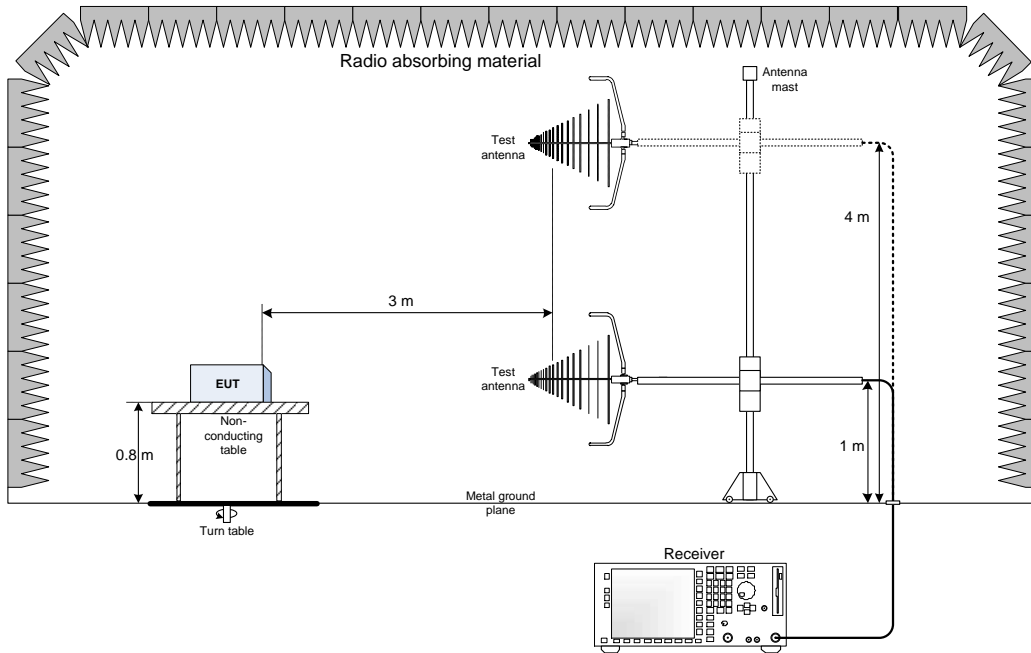 Radio absorbing material
Antenna
mast
Test
antenna
4 m
3 m
Test
antenna
EUT
Non-
conducting
table
0.8 m
1 m
Metal ground
plane
Turn table
Receiver